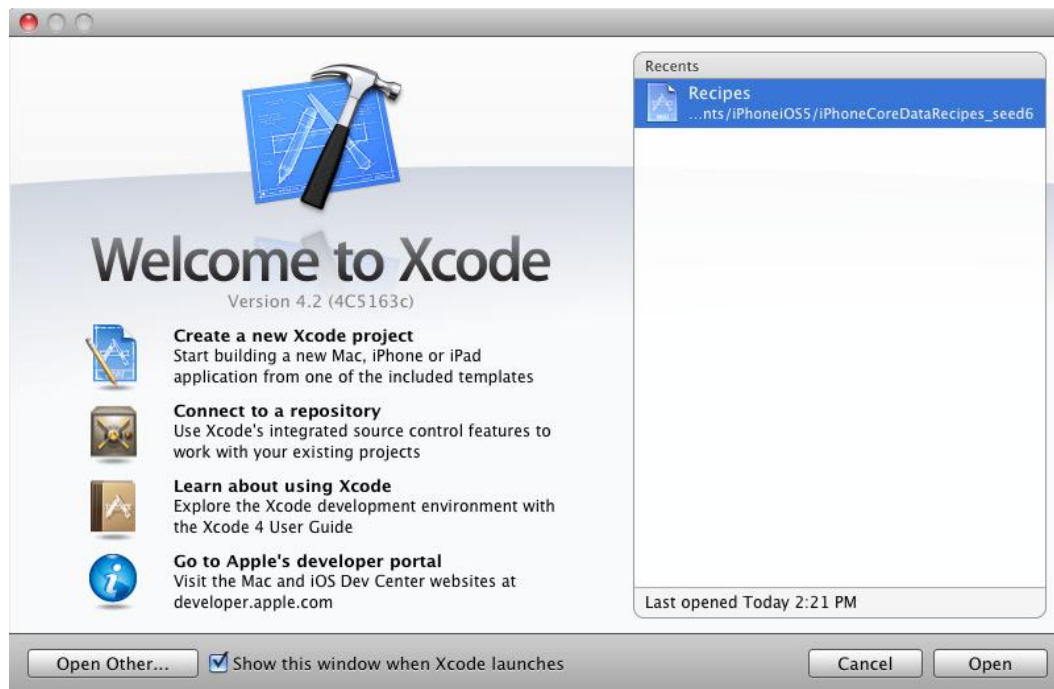 Welcome to Xcode
Version 4.2 (4C5163c)
Create a new Xcode project
Start building a new Mac, iPhone or iPad
application from one of the included templates
Connect to a repository
Use Xcode's integrated source control features to
work with your existing projects
Learn about using Xcode
Explore the Xcode development environment with
the Xcode 4 User Guide
Go to Apple's developer portal
Visit the Mac and iOS Dev Center websites at
developer.apple.com
Recents
Recipes
...nts/iPhoneiOS5/iPhoneCoreDataRecipes_seed6
Last opened Today 2:21 PM
Open Other...
Show this window when Xcode launches
Cancel
Open